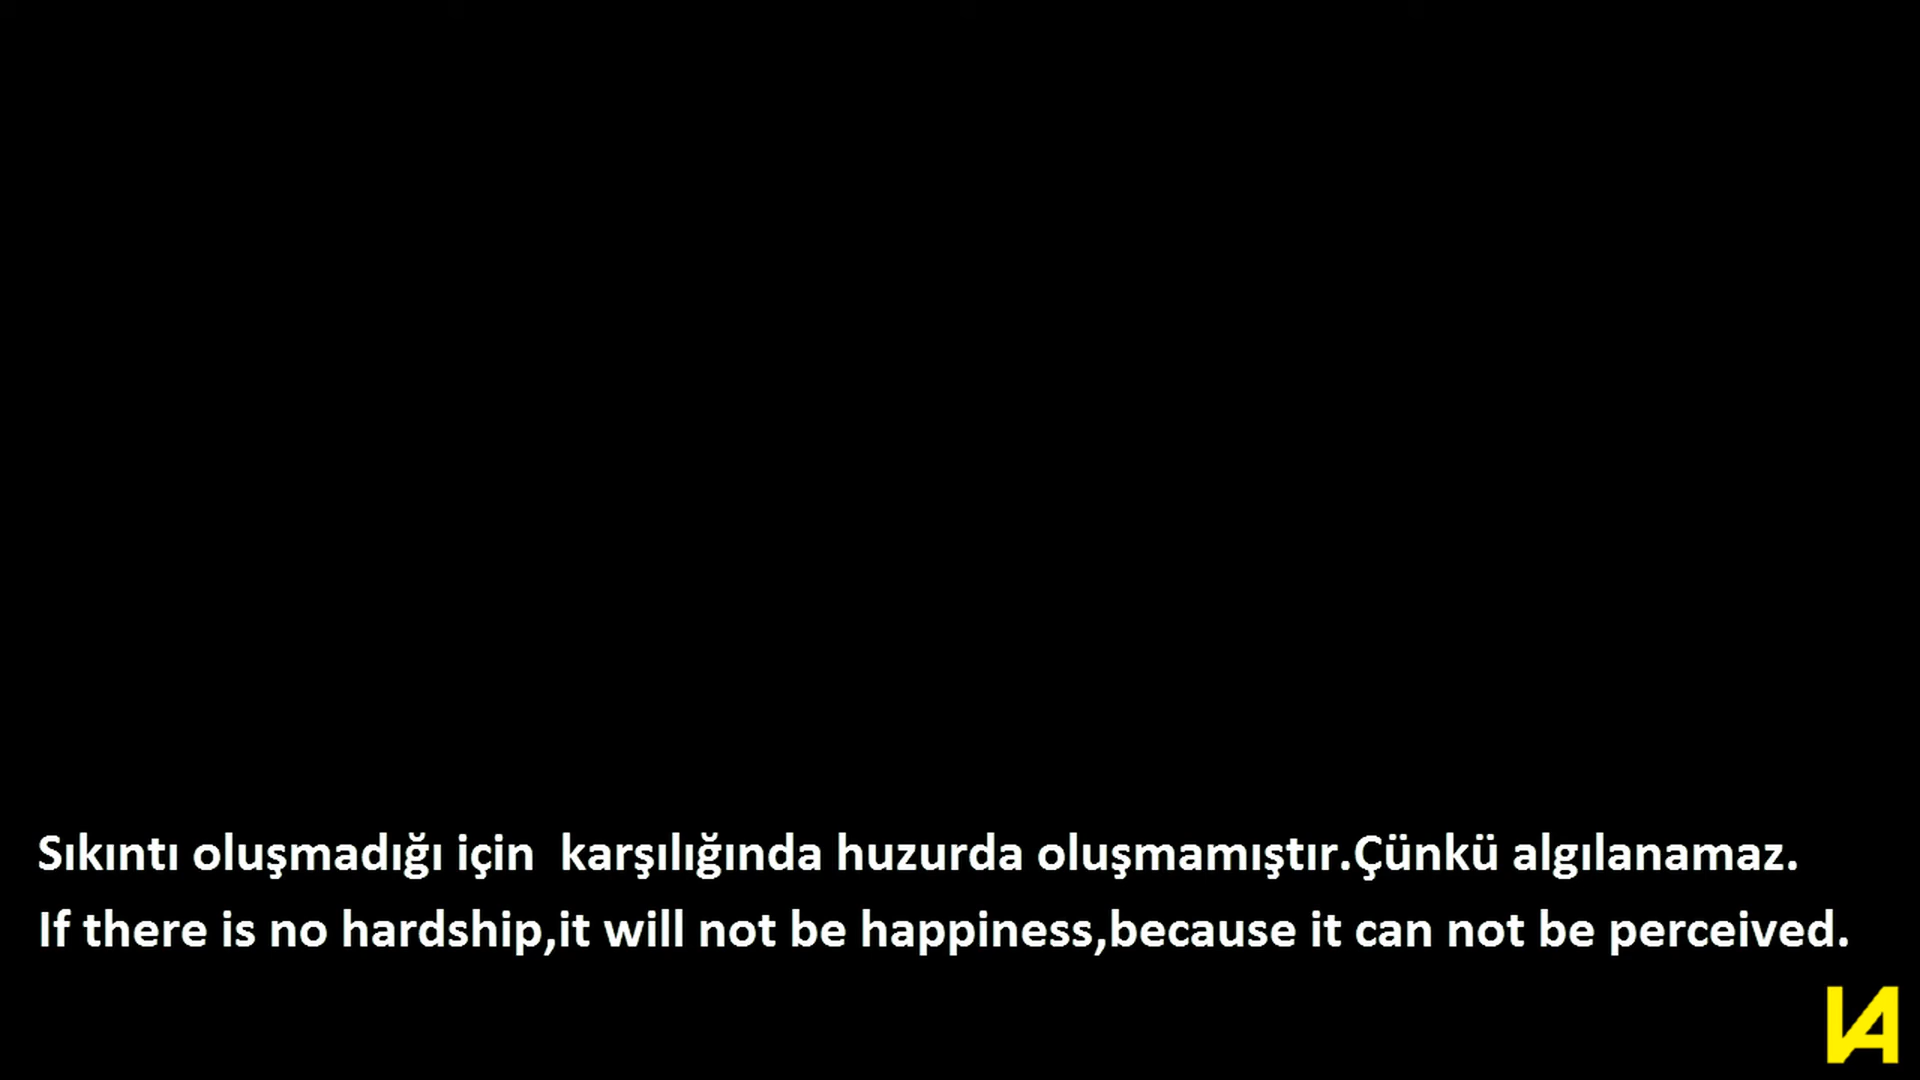 Sıkıntı oluşmadığı için  karşılığında huzurda oluşmamıştır.Çünkü algılanamaz.
If there is no hardship,it will not be happiness,because it can not be perceived.